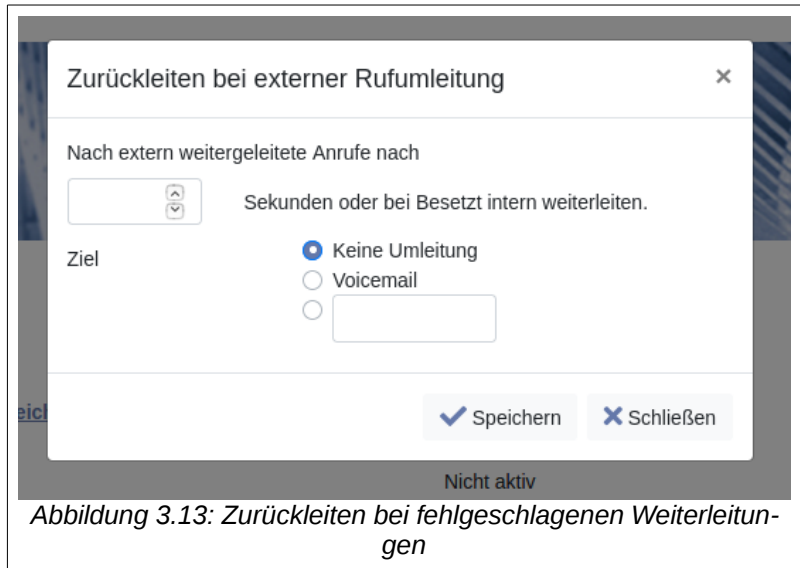 Zurückleiten bei externer Rufumleitung ×
Nach extern weitergeleitete Anrufe nach
Sekunden oder bei Besetzt intern weiterleiten.
Ziel
Keine Umleitung
Voicemail
eich
Speichern
Schließen
Nicht aktiv
Abbildung 3.13: Zurückleiten bei fehlgeschlagenen Weiterleitun-
gen